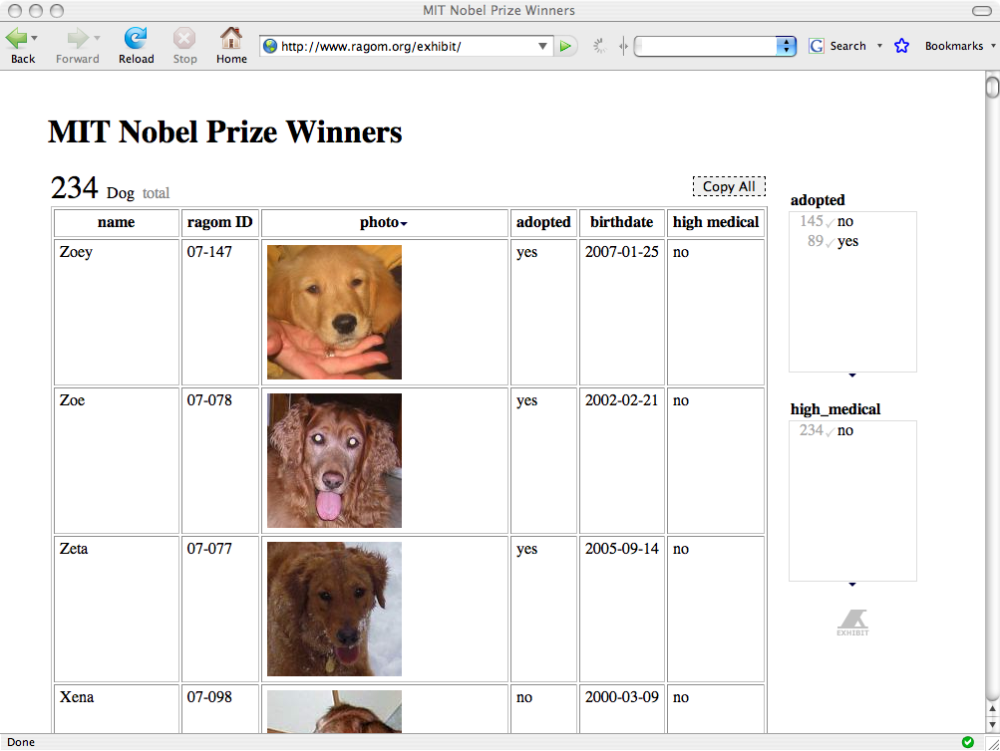 MIT Nobel Prize Winners
Back Forward Reload Stop Home http://www.ragom.org/exhibit/ G Search Bookmarks
MIT Nobel Prize Winners
234 Dog total Copy All
name ragom ID photo adopted birthdate high medical
Zoey 07-147 yes 2007-01-25 no
Zoe 07-078 yes 2002-02-21 no
Zeta 07-077 yes 2005-09-14 no
Xena 07-098 no 2000-03-09 no
adopted
145 no
89 yes
high_medical
234 no
EXHIBIT
Done